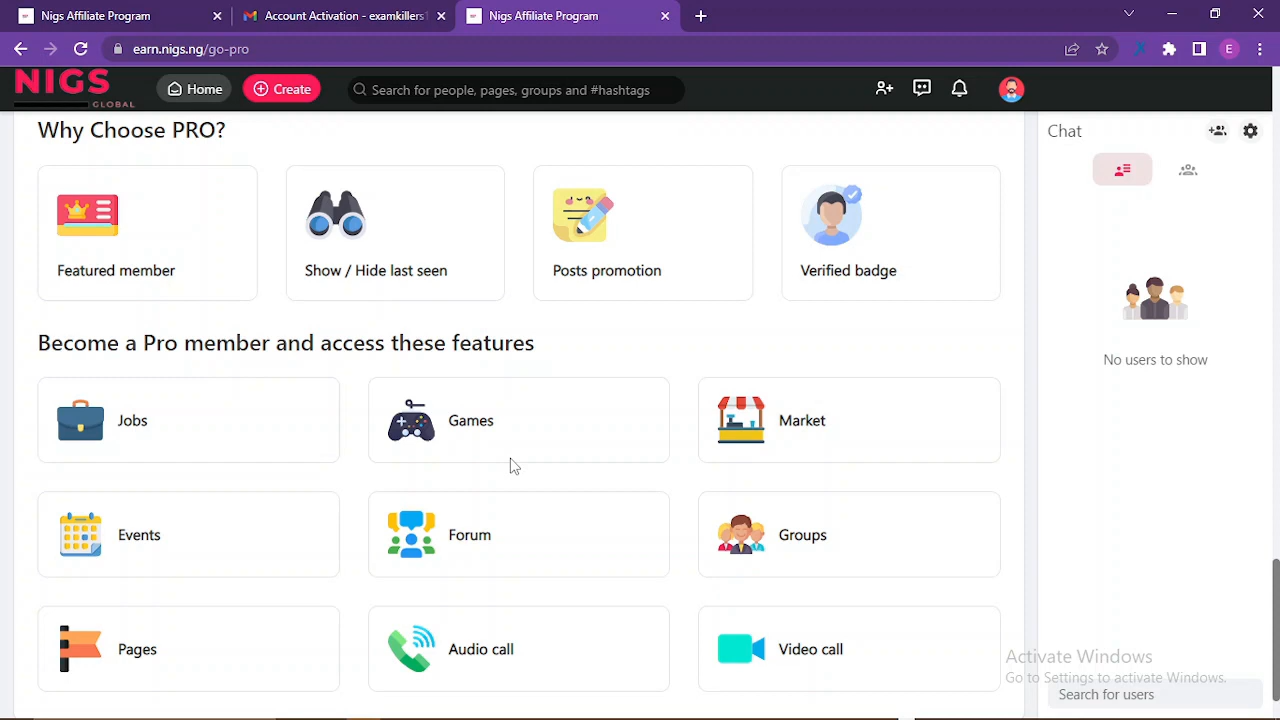 Nigs Affiliate Program
Account Activation - examkillers
Nigs Affiliate Program
earn.nigs.ng/go-pro
E
NIGS
GLOBAL
Home
Create
Search for people, pages, groups and #hashtags
Why Choose PRO?
Chat
Featured member
Show / Hide last seen
Posts promotion
Verified badge
No users to show
Become a Pro member and access these features
Jobs
Games
Market
Events
Forum
Groups
Pages
Audio call
Video call
Activate Windows
Go to Settings to activate Windows.
Search for users